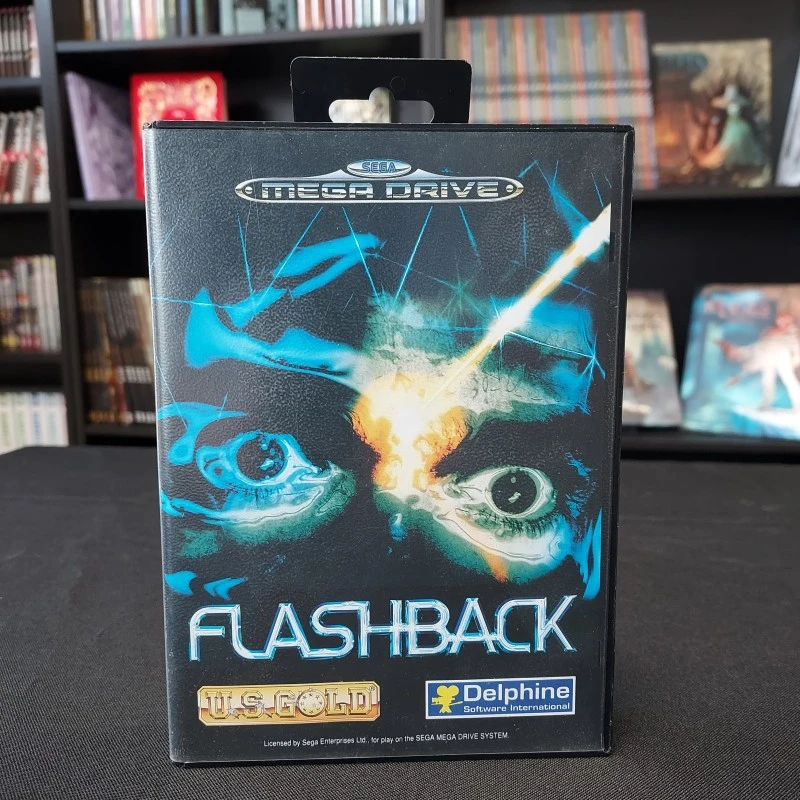 SEGA
MEGA DRIVE
FLASHBACK
U.S. GOLD
Delphine
Software International
Licensed by Sega Enterprises Ltd., for play on the SEGA MEGA DRIVE SYSTEM.